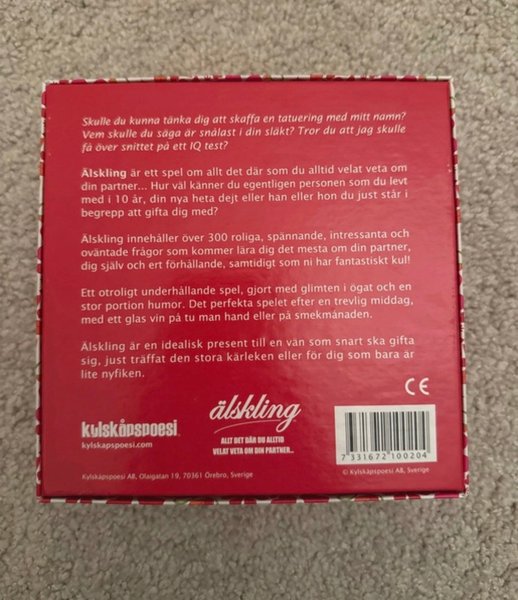 Skulle du kunna tänka dig att skaffa en tatuering med mitt namn?
Vem skulle du säga är snålast i din släkt? Tror du att jag skulle
få över snittet på ett IQ test?
Älskling är ett spel om allt det där som du alltid velat veta om
din partner... Hur väl känner du egentligen personen som du levt
med i 10 år, din nya heta dejt eller han eller hon du just står i
begrepp att gifta dig med?
Älskling innehåller över 300 roliga, spännande, intressanta och
oväntade frågor som kommer lära dig det mesta om din partner,
dig själv och ert förhållande, samtidigt som ni har fantastiskt kul!
Ett otroligt underhållande spel, gjort med glimten i ögat och en
stor portion humor. Det perfekta spelet efter en trevlig middag,
med ett glas vin på tu man hand eller på smekmånaden.
Älskling är en idealisk present till en vän som snart ska gifta
sig, just träffat den stora kärleken eller för dig som bara är
lite nyfiken.
CE
kylskåpspoesi
kylskapspoesi.com
älskling
ALLT DET DÄR DU ALLTID
VELAT VETA OM DIN PARTNER...
7 331672 100204
© Kylskåpspoesi AB, Olaigatan 19, 70361 Örebro, Sverige
© Kylskåpspoesi AB, Sverige